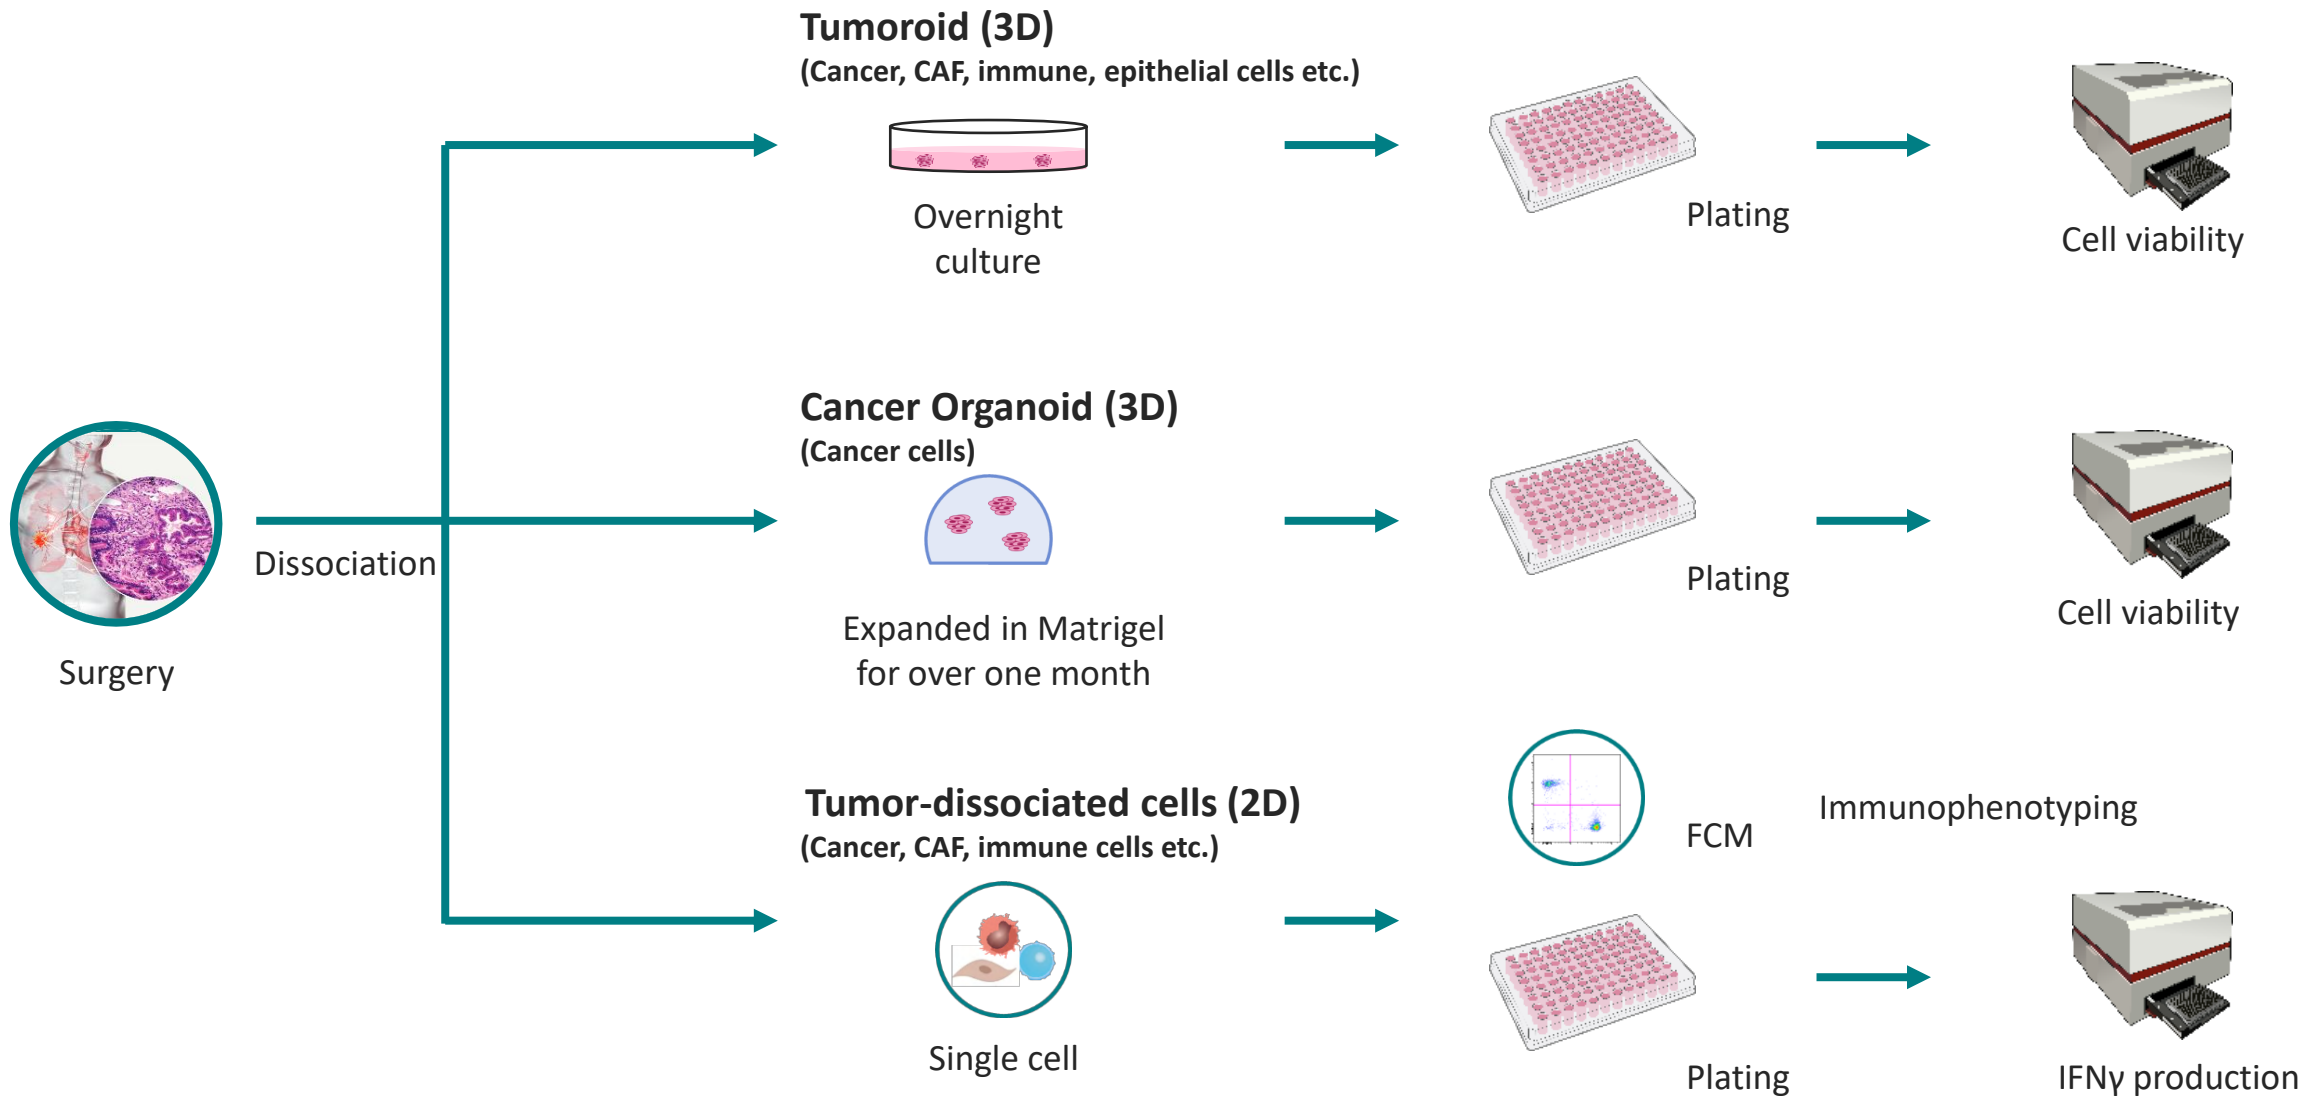 Tumoroid (3D)
(Cancer, CAF, immune, epithelial cells etc.)
Overnight
culture
Plating
Cell viability
Surgery
Dissociation
Cancer Organoid (3D)
(Cancer cells)
Expanded in Matrigel
for over one month
Plating
Cell viability
Tumor-dissociated cells (2D)
(Cancer, CAF, immune cells etc.)
Single cell
FCM
Immunophenotyping
Plating
IFNγ production